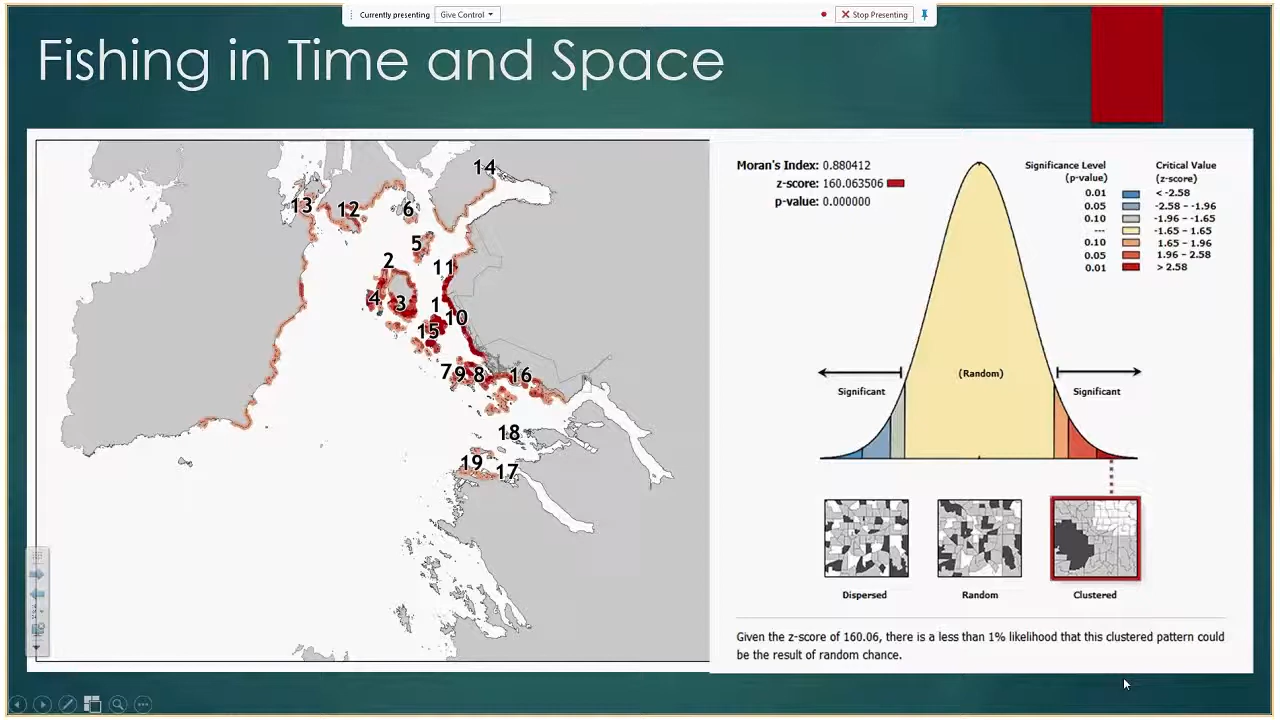 Currently presenting
Give Control
Stop Presenting
Fishing in Time and Space
14
13
12
6
5
2
11
4
3
1
10
15
7
9
8
16
18
19
17
Moran's Index: 0.880412
z-score: 160.063506
p-value: 0.000000
Significance Level
(p-value)
Critical Value
(z-score)
0.01 < -2.58
0.05 -2.58 – -1.96
0.10 -1.96 – -1.65
--- -1.65 – 1.65
0.10 1.65 – 1.96
0.05 1.96 – 2.58
0.01 > 2.58
(Random)
Significant
Significant
Dispersed
Random
Clustered
Given the z-score of 160.06, there is a less than 1% likelihood that this clustered pattern could
be the result of random chance.